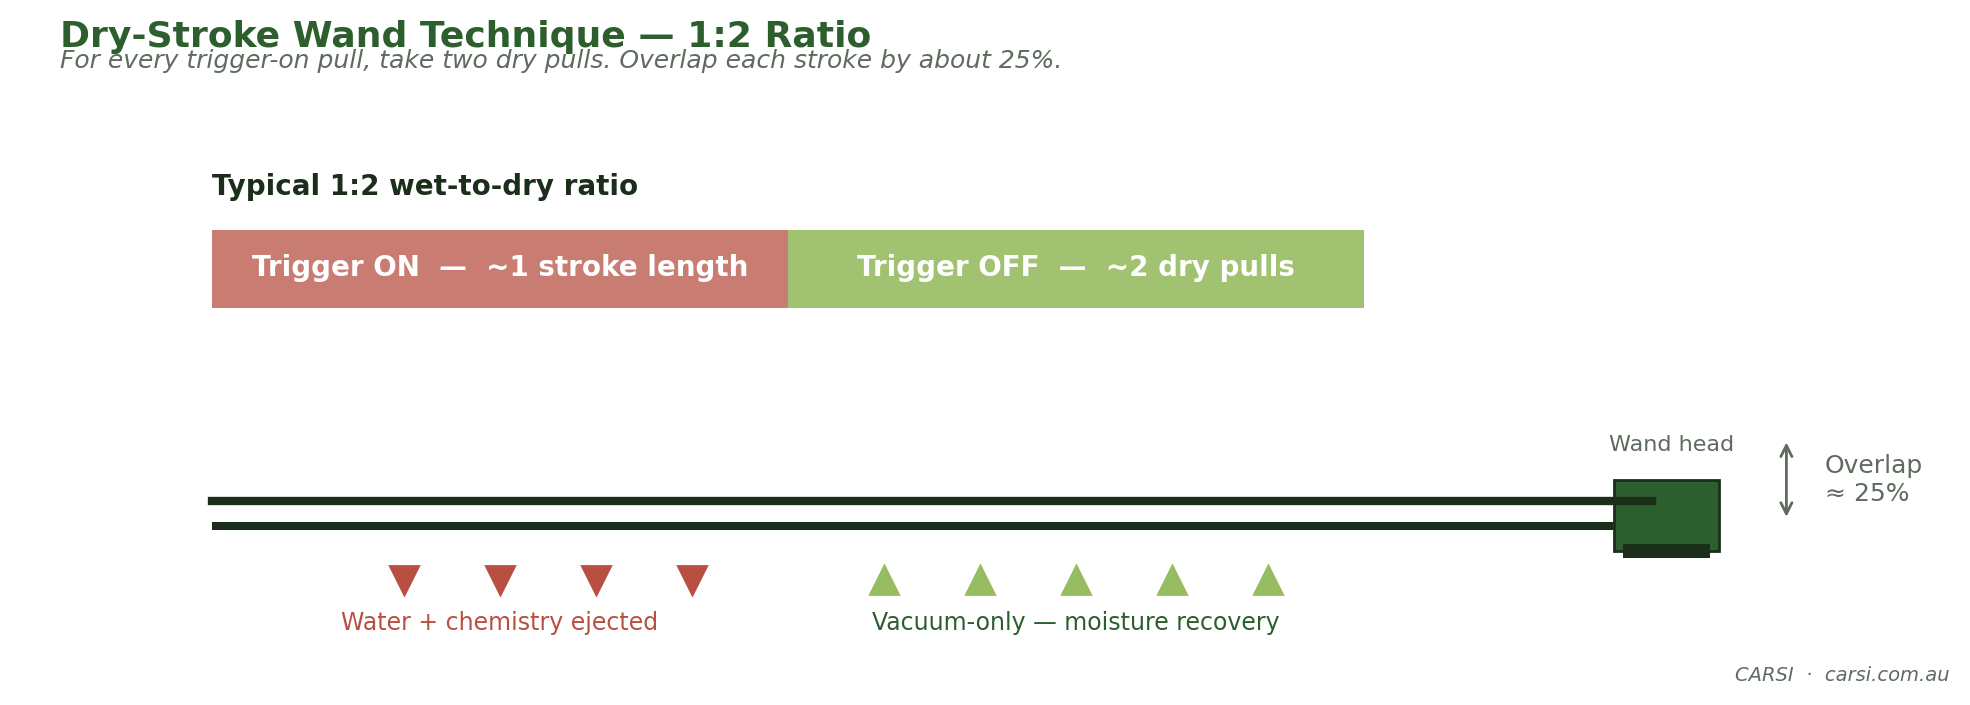 Dry-Stroke Wand Technique — 1:2 Ratio
For every trigger-on pull, take two dry pulls. Overlap each stroke by about 25%.
Typical 1:2 wet-to-dry ratio
Trigger ON — ~1 stroke length
Trigger OFF — ~2 dry pulls
Wand head
Overlap
≈ 25%
Water + chemistry ejected
Vacuum-only — moisture recovery
CARSI · carsi.com.au